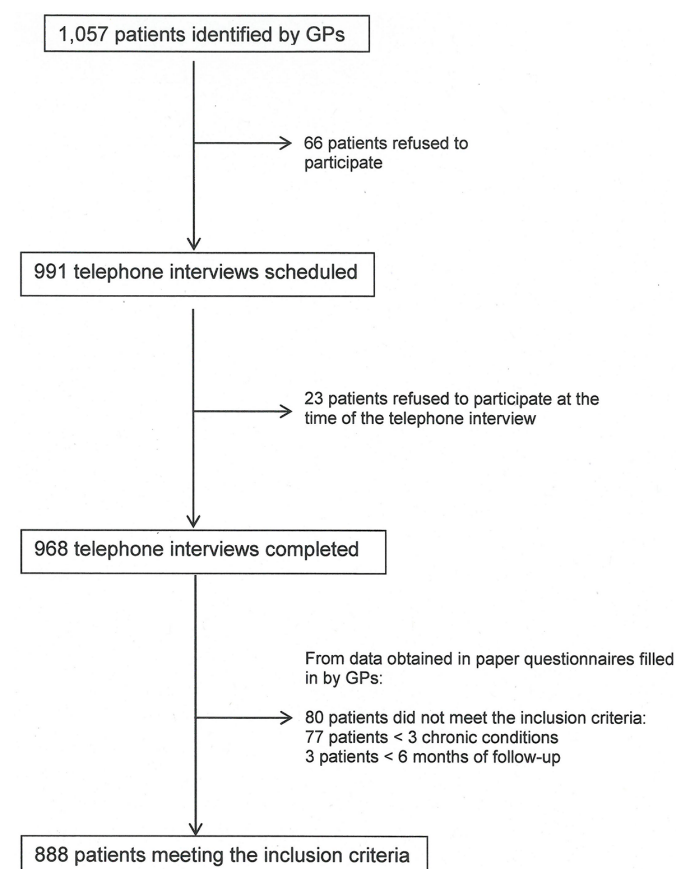 1,057 patients identified by GPs
66 patients refused to
participate
991 telephone interviews scheduled
23 patients refused to participate at the
time of the telephone interview
968 telephone interviews completed
From data obtained in paper questionnaires filled
in by GPs:
80 patients did not meet the inclusion criteria:
77 patients < 3 chronic conditions
3 patients < 6 months of follow-up
888 patients meeting the inclusion criteria